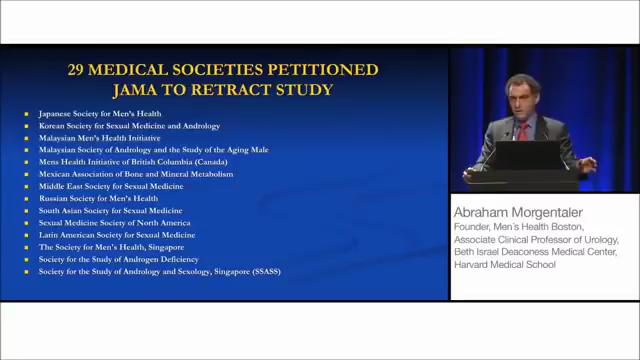 29 MEDICAL SOCIETIES PETITIONED
JAMA TO RETRACT STUDY
Japanese Society for Men's Health
Korean Society for Sexual Medicine and Andrology
Malaysian Men's Health Initiative
Malaysian Society of Andrology and the Study of the Aging Male
Mens Health Initiative of British Columbia (Canada)
Mexican Association of Bone and Mineral Metabolism
Middle East Society for Sexual Medicine
Russian Society for Men's Health
South Asian Society for Sexual Medicine
Sexual Medicine Society of North America
Latin American Society for Sexual Medicine
The Society for Men's Health, Singapore
Society for the Study of Androgen Deficiency
Society for the Study of Andrology and Sexology, Singapore (SSASS)
Abraham Morgentaler
Founder, Men's Health Boston,
Associate Clinical Professor of Urology,
Beth Israel Deaconess Medical Center,
Harvard Medical School